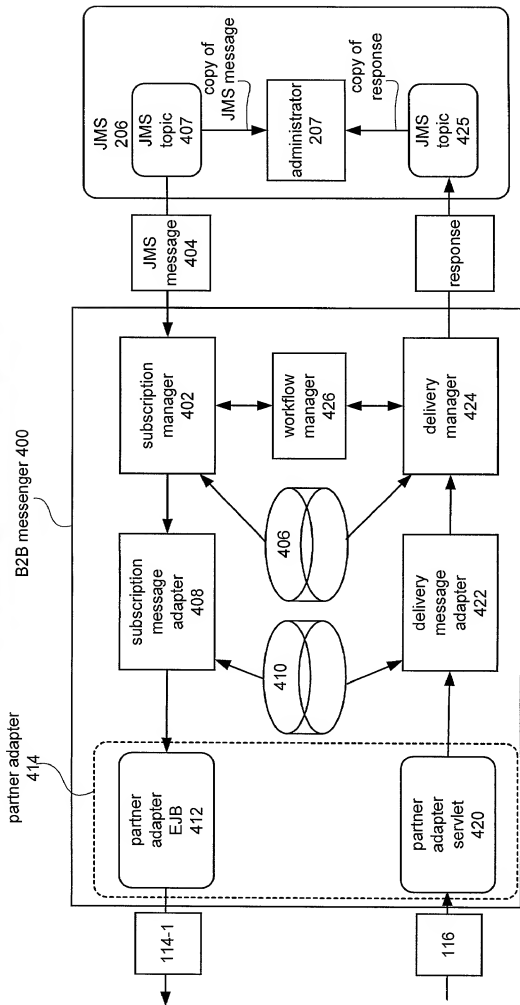 B2B messenger 400
partner adapter
414
partner
adapter
EJB
412
subscription
message
adapter
408
subscription
manager
402
JMS
message
404
JMS
206
JMS
topic
407
copy of
JMS message
114-1
410
406
workflow
manager
426
administrator
207
copy of
response
116
partner
adapter
servlet
420
delivery
message
adapter
422
delivery
manager
424
response
JMS
topic
425